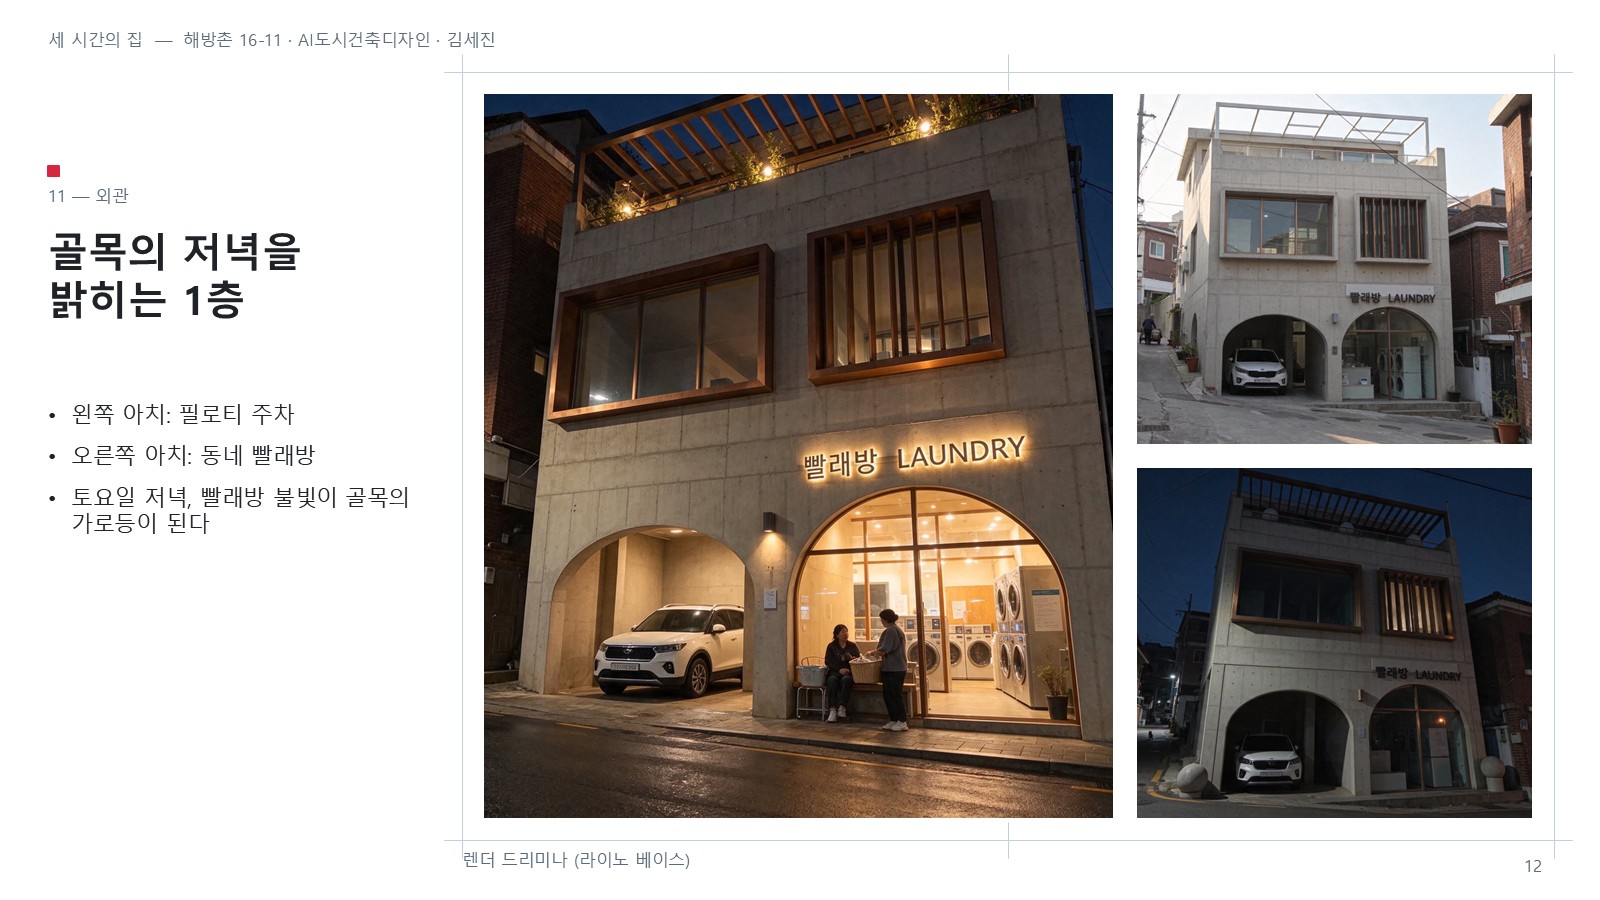 세 시간의 집 — 해방촌 16-11 · AI도시건축디자인 · 김세진
11 — 외관
골목의 저녁을
밝히는 1층
• 왼쪽 아치: 필로티 주차
• 오른쪽 아치: 동네 빨래방
• 토요일 저녁, 빨래방 불빛이 골목의
가로등이 된다
빨래방 LAUNDRY
빨래방 LAUNDRY
빨래방 LAUNDRY
렌더 드리미나 (라이노 베이스)
12